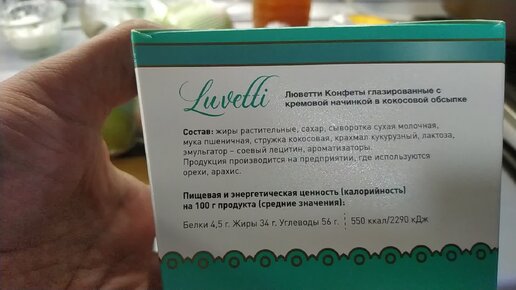 Luvetti
Люветти Конфеты глазированные с
кремовой начинкой в кокосовой обсыпке
Состав: жиры растительные, сахар, сыворотка сухая молочная,
мука пшеничная, стружка кокосовая, крахмал кукурузный, лактоза,
эмульгатор – соевый лецитин, ароматизаторы.
Продукция производится на предприятии, где используются
орехи, арахис.
Пищевая и энергетическая ценность (калорийность)
на 100 г продукта (средние значения):
Белки 4,5 г. Жиры 34 г. Углеводы 56 г. 550 ккал/2290 кДж